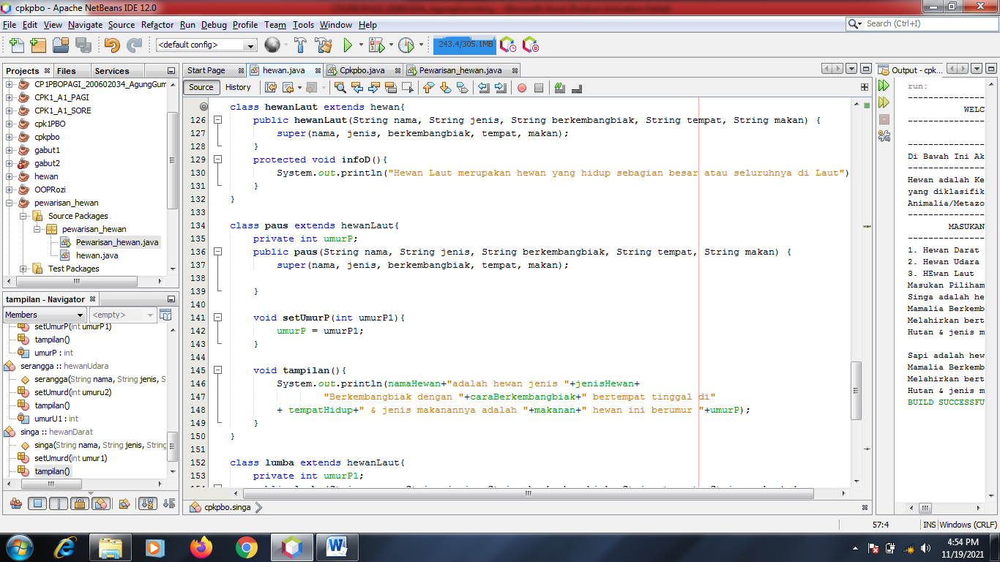 cpkpbo - Apache NetBeans IDE 12.0
File Edit View Navigate Source Refactor Run Debug Profile Team Tools Window Help
Search (Ctrl+I)
<default config>
243.4/305.1MB
Projects Files Services
CP1PBOPAGI_200602034_AgungGum
CPK1_A1_PAGI
CPK1_A1_SORE
cpk1PBO
cpkpbo
gabut1
gabut2
hewan
OOPRozi
pewarisan_hewan
Source Packages
pewarisan_hewan
Pewarisan_hewan.java
hewan.java
Test Packages
tampilan - Navigator
Members <empty>
setUmurP(int umurP1)
tampilan()
umurP : int
serangga :: hewanUdara
serangga(String nama, String jenis, S
setUmurd(int umuru2)
tampilan()
umurU1 : int
singa :: hewanDarat
singa(String nama, String jenis, String
setUmurd(int umur1)
tampilan()
Start Page hewan.java Cpkpbo.java Pewarisan_hewan.java
Source History
class hewanLaut extends hewan{
126 public hewanLaut(String nama, String jenis, String berkembangbiak, String tempat, String makan) {
127 super(nama, jenis, berkembangbiak, tempat, makan);
128 }
129 protected void infoD(){
130 System.out.println("Hewan Laut merupakan hewan yang hidup sebagian besar atau seluruhnya di Laut")
131 }
132 }
133
134 class paus extends hewanLaut{
135 private int umurP;
136 public paus(String nama, String jenis, String berkembangbiak, String tempat, String makan) {
137 super(nama, jenis, berkembangbiak, tempat, makan);
138
139 }
140
141 void setUmurP(int umurP1){
142 umurP = umurP1;
143 }
144
145 void tampilan(){
146 System.out.println(namaHewan+"adalah hewan jenis "+jenisHewan+
147 "Berkembangbiak dengan "+caraBerkembangbiak+" bertempat tinggal di"
148 + tempatHidup+" & jenis makanannya adalah "+makanan+" hewan ini berumur "+umurP);
149 }
150 }
151
152 class lumba extends hewanLaut{
153 private int umurP1;
cpkpbo.singa
Output - cpk...
run:
----------------
WELC
----------------
----------------
Di Bawah Ini Ak
----------------
Hewan adalah Ke
yang diklasifik
Animalia/Metazo
----------------
MASUKAN
----------------
1. Hewan Darat
2. Hewan Udara
3. HEwan Laut
Masukan Piliham
Singa adalah he
Mamalia Berkemb
Melahirkan bert
Hutan & jenis m
Sapi adalah hew
Mamalia Berkemb
Melahirkan bert
Hutan & jenis m
BUILD SUCCESSFU
57:4 INS Windows (CRLF)
4:54 PM
11/19/2021